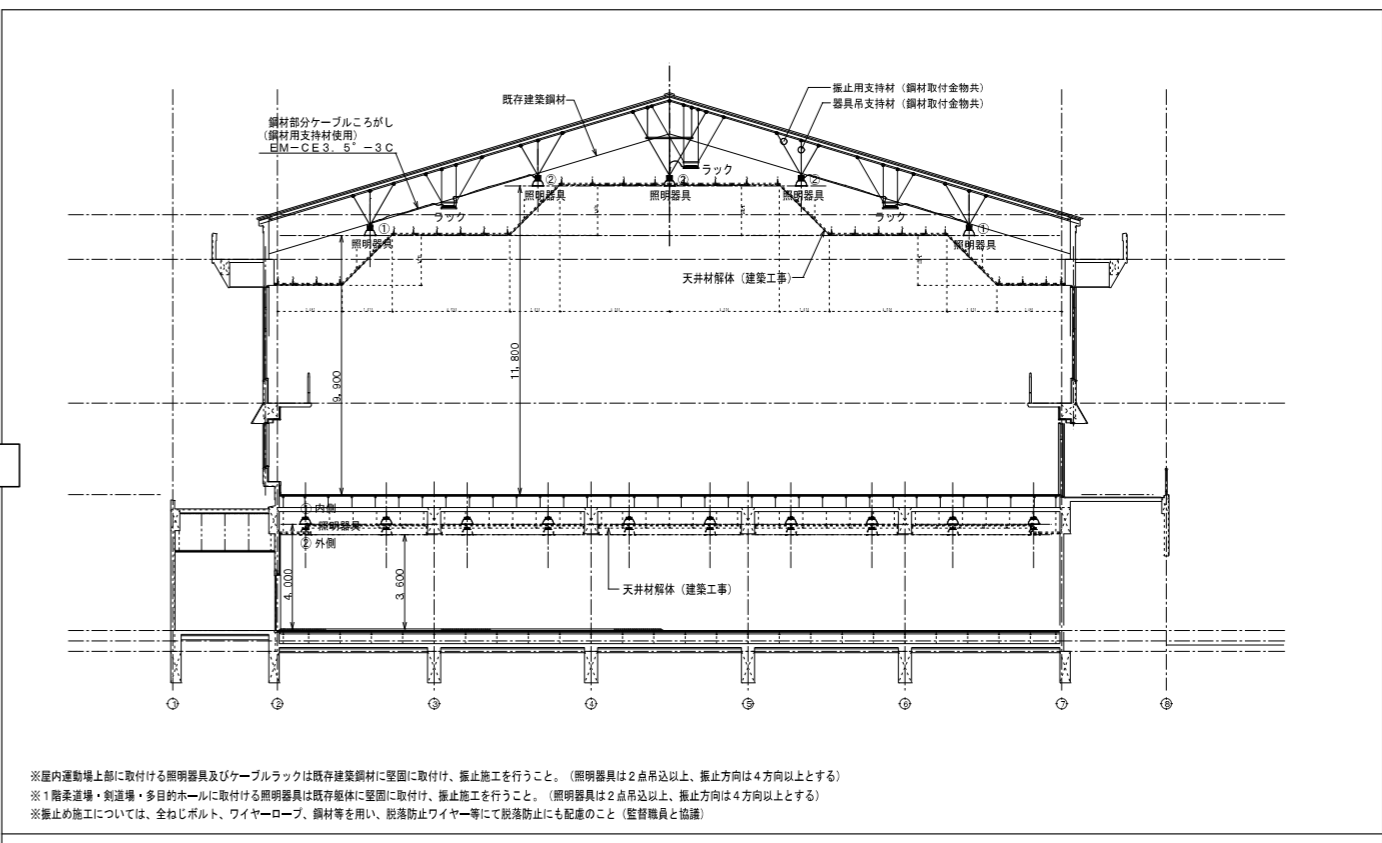 既存建築鋼材
振止用支持材（鋼材取付金物共）
器具吊支持材（鋼材取付金物共）
鋼材部分ケーブルころがし
（鋼材用支持材使用）
EM－CE3．5°－3C
ラック
② ② ②
照明器具 照明器具 照明器具
ラック ラック
① ①
照明器具 照明器具
天井材解体（建築工事）
9,900
11,800
① 内側
照明器具
② 外側
4,000
3,600
天井材解体（建築工事）
① ② ③ ④ ⑤ ⑥ ⑦ ⑧
※屋内運動場上部に取付ける照明器具及びケーブルラックは既存建築鋼材に堅固に取付け、振止施工を行うこと。（照明器具は２点吊込以上、振止方向は４方向以上とする）
※１階柔道場・剣道場・多目的ホールに取付ける照明器具は既存躯体に堅固に取付け、振止施工を行うこと。（照明器具は２点吊込以上、振止方向は４方向以上とする）
※振止め施工については、全ねじボルト、ワイヤーロープ、鋼材等を用い、脱落防止ワイヤー等にて脱落防止にも配慮のこと（監督職員と協議）